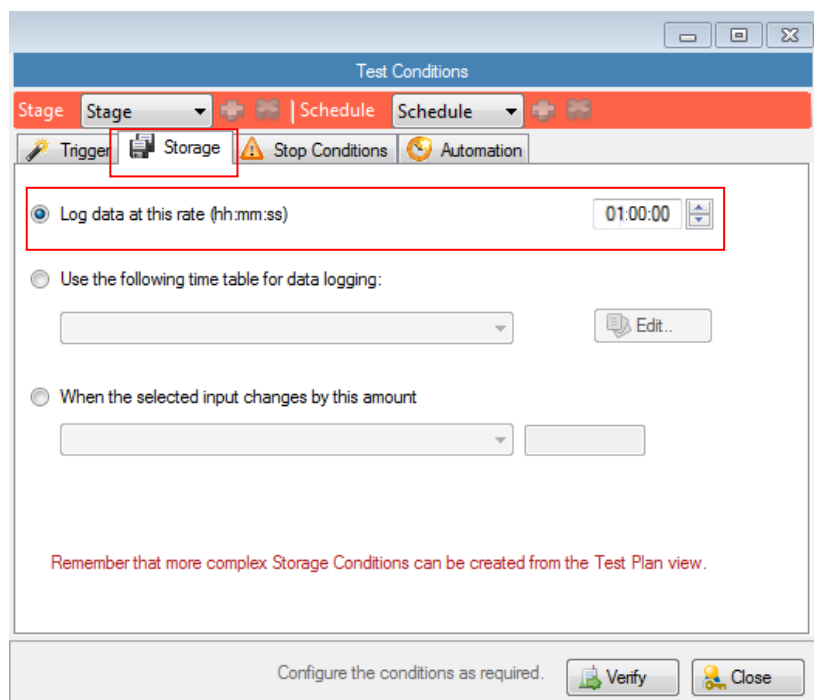 Test Conditions
Stage Stage Schedule Schedule
Trigger Storage Stop Conditions Automation
Log data at this rate (hh:mm:ss) 01:00:00
Use the following time table for data logging:
Edit..
When the selected input changes by this amount
Remember that more complex Storage Conditions can be created from the Test Plan view.
Configure the conditions as required. Verify Close